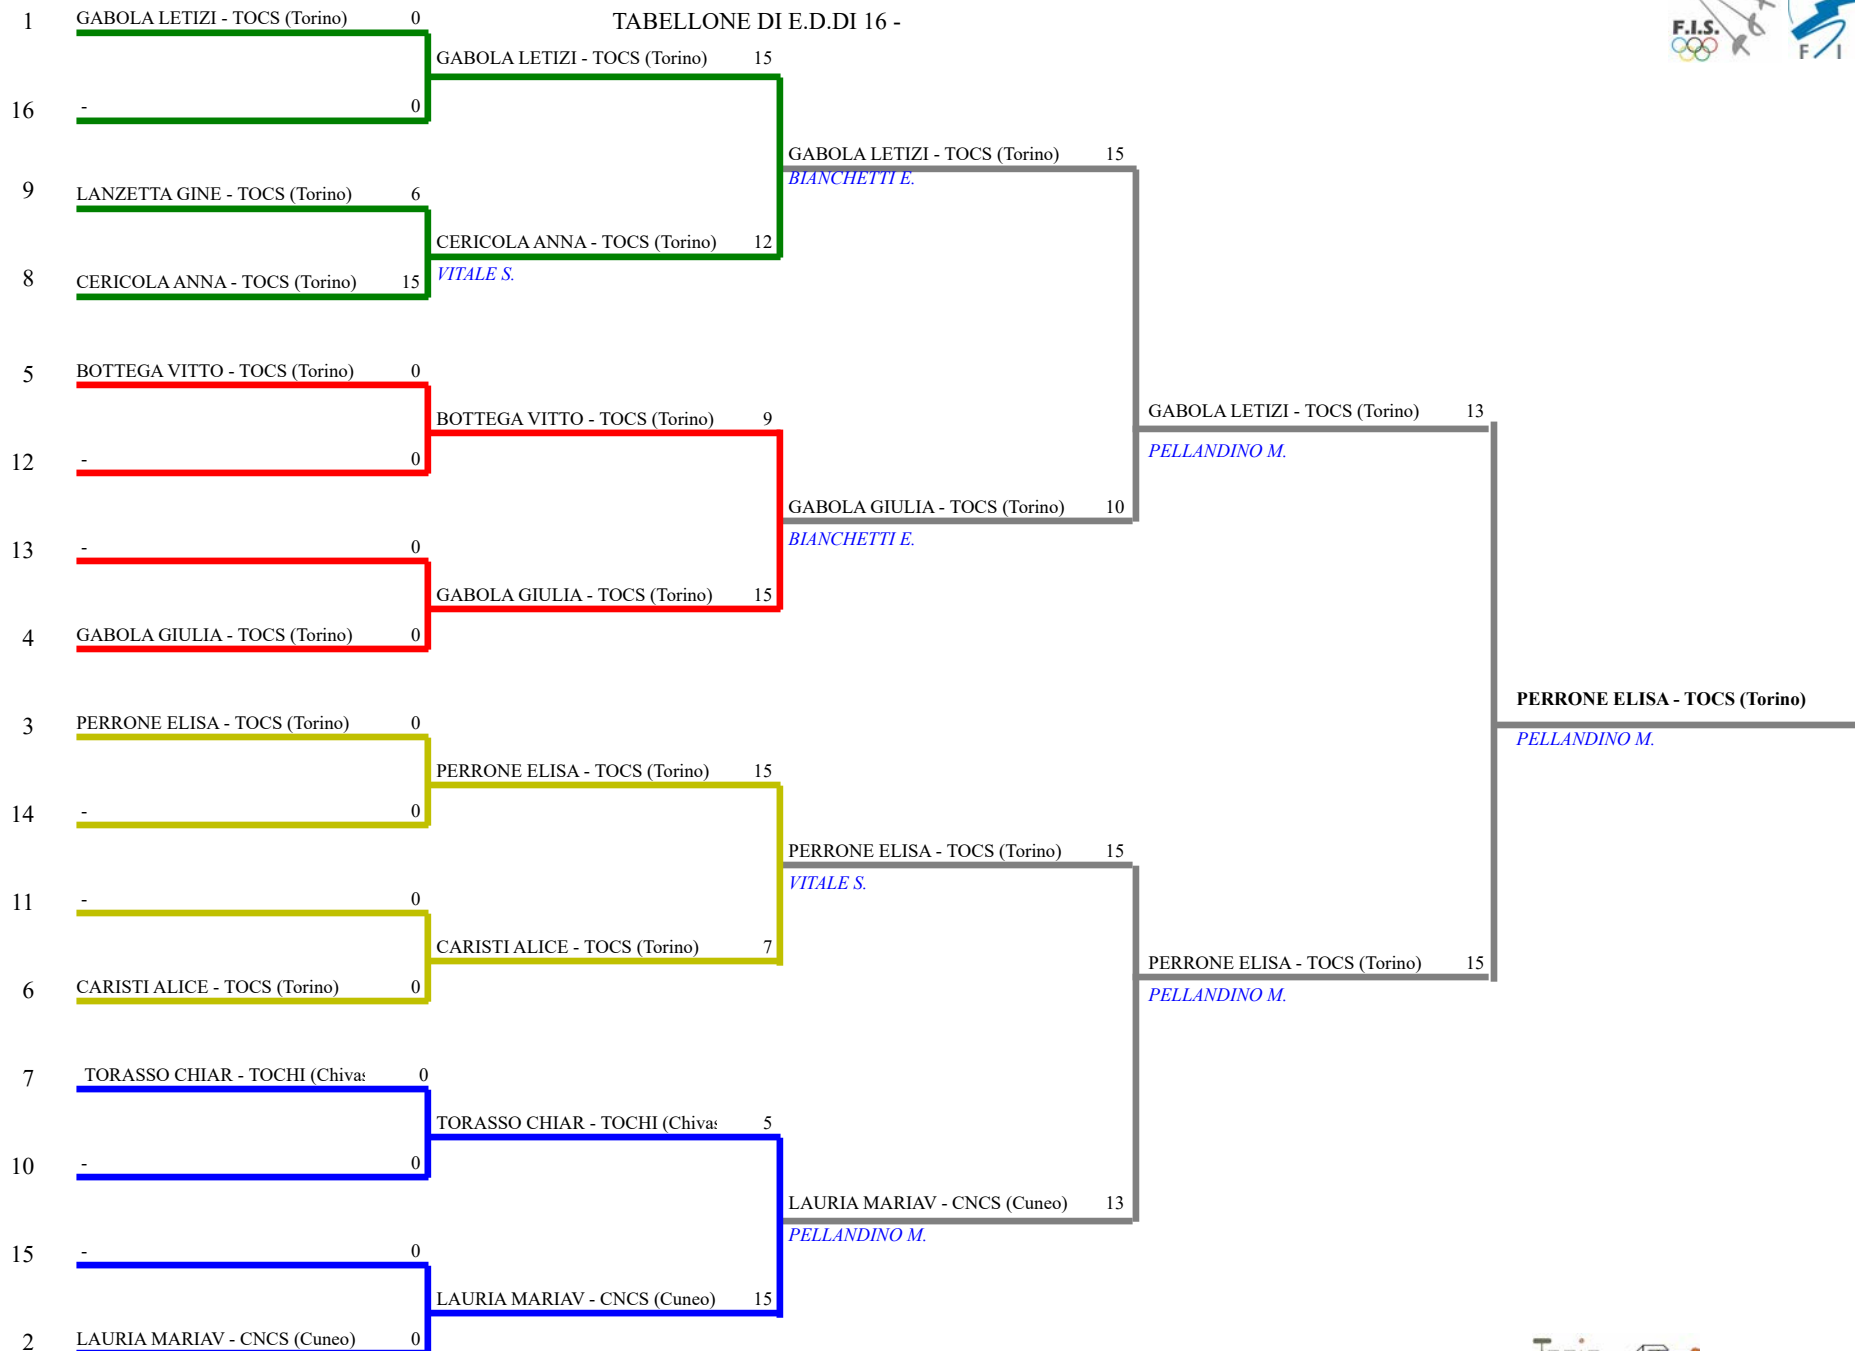 TABELLONE DI E.D.DI 16 -
F.I.S.
F I
1 GABOLA LETIZI - TOCS (Torino) 0
GABOLA LETIZI - TOCS (Torino) 15
16 - 0
GABOLA LETIZI - TOCS (Torino) 15
BIANCHETTI E.
9 LANZETTA GINE - TOCS (Torino) 6
CERICOLA ANNA - TOCS (Torino) 12
VITALE S.
8 CERICOLA ANNA - TOCS (Torino) 15
5 BOTTEGA VITTO - TOCS (Torino) 0
BOTTEGA VITTO - TOCS (Torino) 9
GABOLA LETIZI - TOCS (Torino) 13
PELLANDINO M.
12 - 0
GABOLA GIULIA - TOCS (Torino) 10
BIANCHETTI E.
13 - 0
GABOLA GIULIA - TOCS (Torino) 15
4 GABOLA GIULIA - TOCS (Torino) 0
PERRONE ELISA - TOCS (Torino)
PELLANDINO M.
3 PERRONE ELISA - TOCS (Torino) 0
PERRONE ELISA - TOCS (Torino) 15
14 - 0
PERRONE ELISA - TOCS (Torino) 15
VITALE S.
11 - 0
CARISTI ALICE - TOCS (Torino) 7
PERRONE ELISA - TOCS (Torino) 15
PELLANDINO M.
6 CARISTI ALICE - TOCS (Torino) 0
7 TORASSO CHIAR - TOCHI (Chivas 0
TORASSO CHIAR - TOCHI (Chivas 5
10 - 0
LAURIA MARIAV - CNCS (Cuneo) 13
PELLANDINO M.
15 - 0
LAURIA MARIAV - CNCS (Cuneo) 15
2 LAURIA MARIAV - CNCS (Cuneo) 0